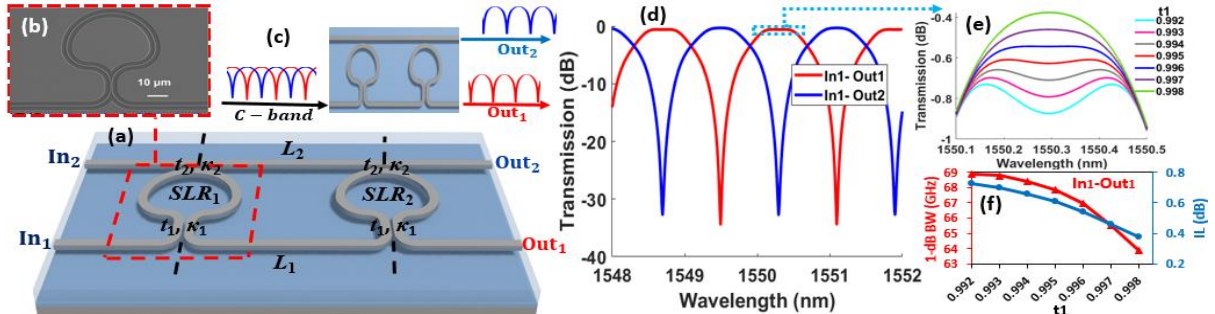 (b)
10 µm
(c)
C − band
Out₂
Out₁
(a)
In₂
L₂
Out₂
t₂, κ₂
t₂, κ₂
SLR₁
SLR₂
t₁, κ₁
t₁, κ₁
In₁
L₁
Out₁
(d)
Transmission (dB)
0
-10
-20
-30
-40
In1- Out1
In1- Out2
1548
1549
1550
1551
1552
Wavelength (nm)
(e)
Transmission (dB)
-0.4
-0.6
-0.8
-1
1550.1
1550.2
1550.3
1550.4
1550.5
Wavelength (nm)
t1
0.992
0.993
0.994
0.995
0.996
0.997
0.998
(f)
In1-Out1
1-dB BW (GHz)
69
68
67
66
65
64
63
IL (dB)
0.8
0.6
0.4
0.2
0.992
0.993
0.994
0.995
0.996
0.997
0.998
t1